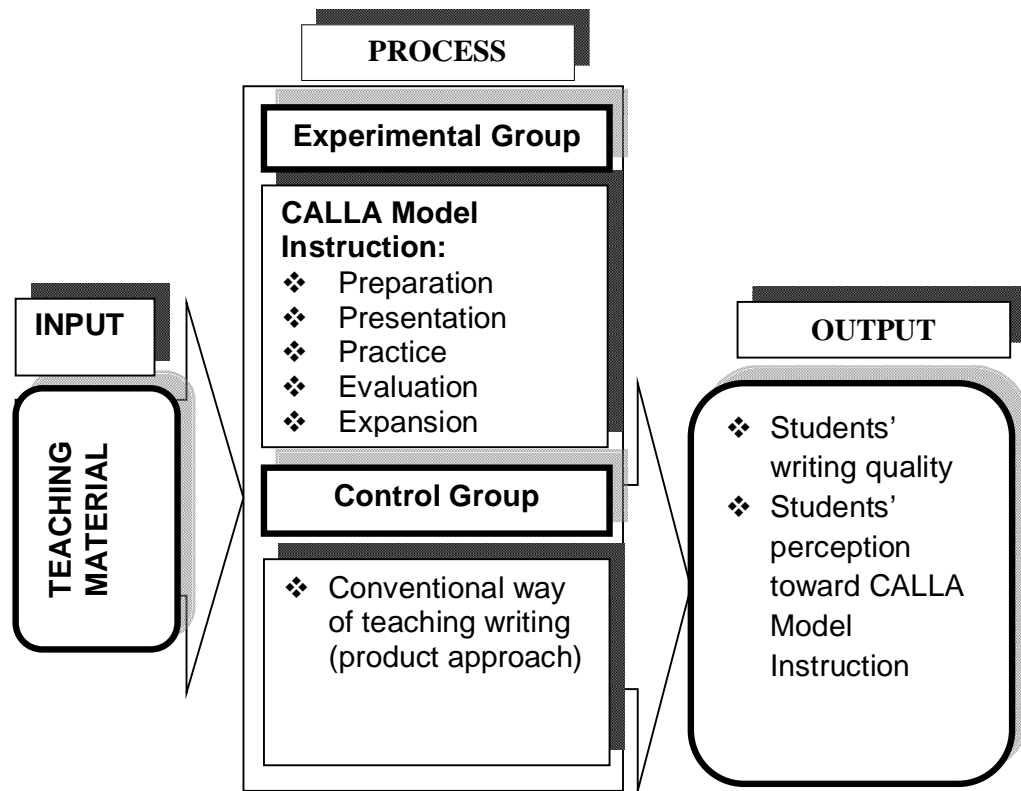 PROCESS
Experimental Group
CALLA Model
Instruction:
❖ Preparation
❖ Presentation
❖ Practice
❖ Evaluation
❖ Expansion
Control Group
❖ Conventional way
of teaching writing
(product approach)
INPUT
TEACHING
MATERIAL
OUTPUT
❖ Students’
writing quality
❖ Students’
perception
toward CALLA
Model
Instruction